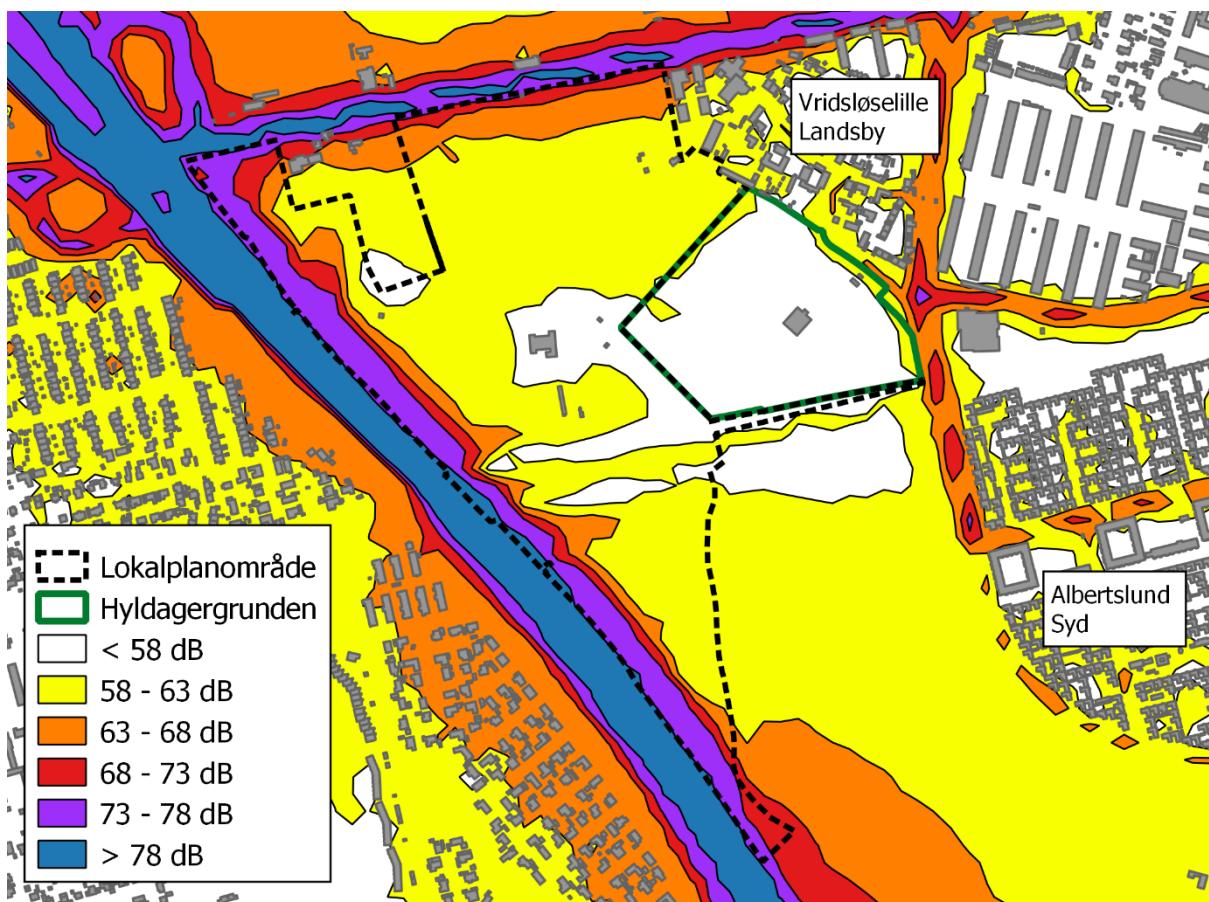 Vridsløselille
Landsby
Lokalplanområde
Hyldagergrunden
< 58 dB
58 - 63 dB
63 - 68 dB
68 - 73 dB
73 - 78 dB
> 78 dB
Albertslund
Syd